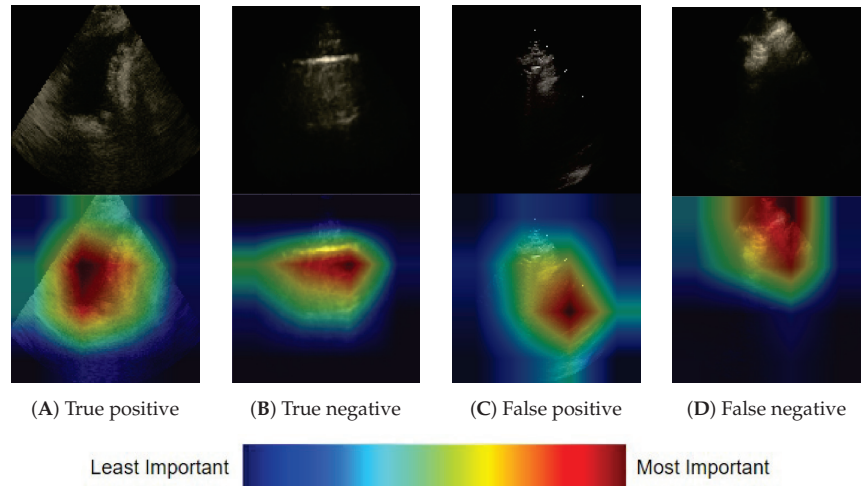 (A) True positive
(B) True negative
(C) False positive
(D) False negative
Least Important
Most Important